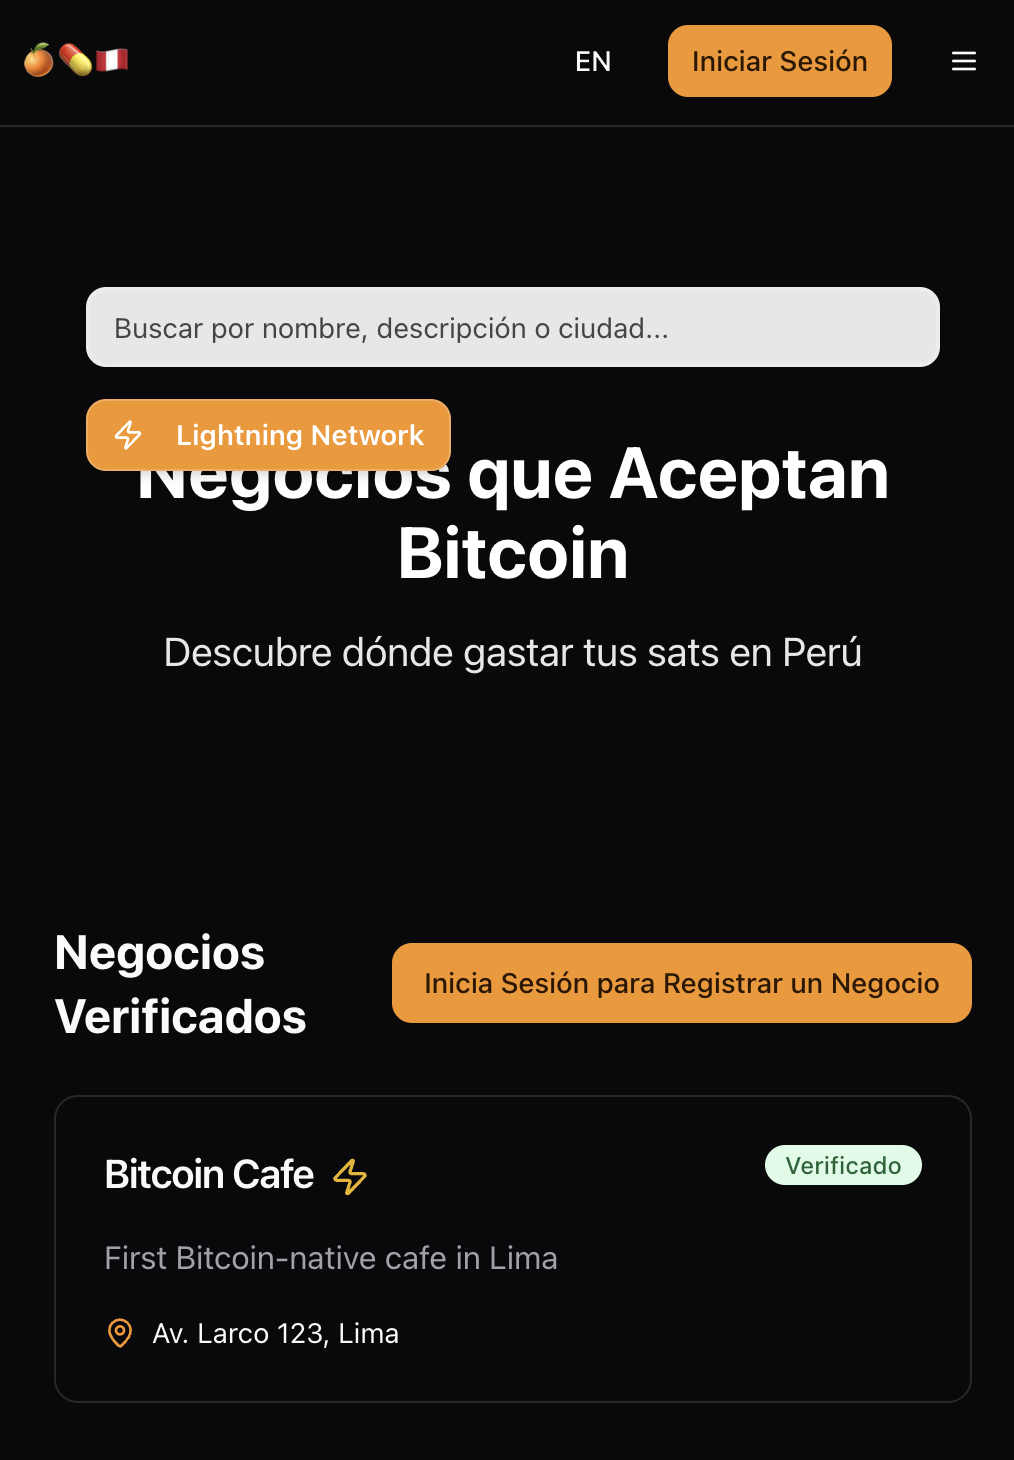 EN
Iniciar Sesión
Buscar por nombre, descripción o ciudad...
Lightning Network
Negocios que Aceptan
Bitcoin
Descubre dónde gastar tus sats en Perú
Negocios
Verificados
Inicia Sesión para Registrar un Negocio
Bitcoin Cafe
Verificado
First Bitcoin-native cafe in Lima
Av. Larco 123, Lima